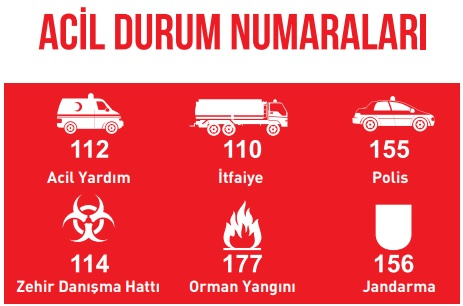 ACİL DURUM NUMARALARI
112 110 155
Acil Yardım İtfaiye Polis
114 177 156
Zehir Danışma Hattı Orman Yangını Jandarma